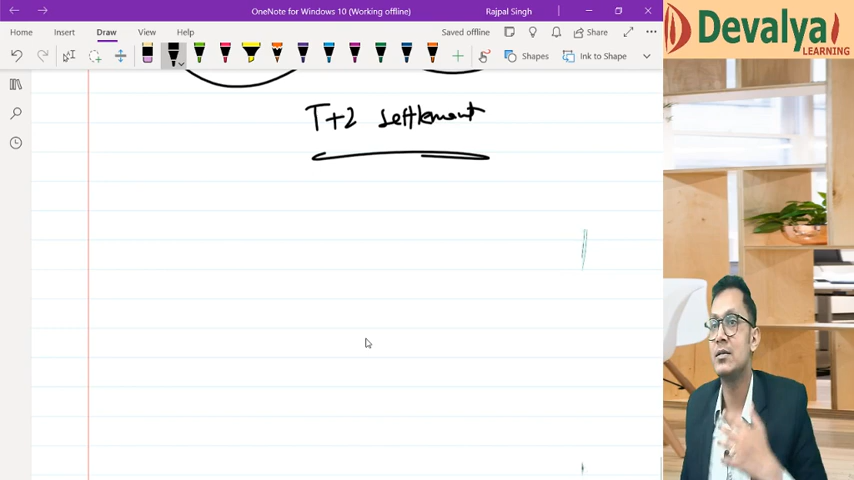 OneNote for Windows 10 (Working offline)
Rajpal Singh
Home Insert Draw View Help
Saved offline
Share
Shapes
Ink to Shape
T+2 settlement
Devalya
LEARNING